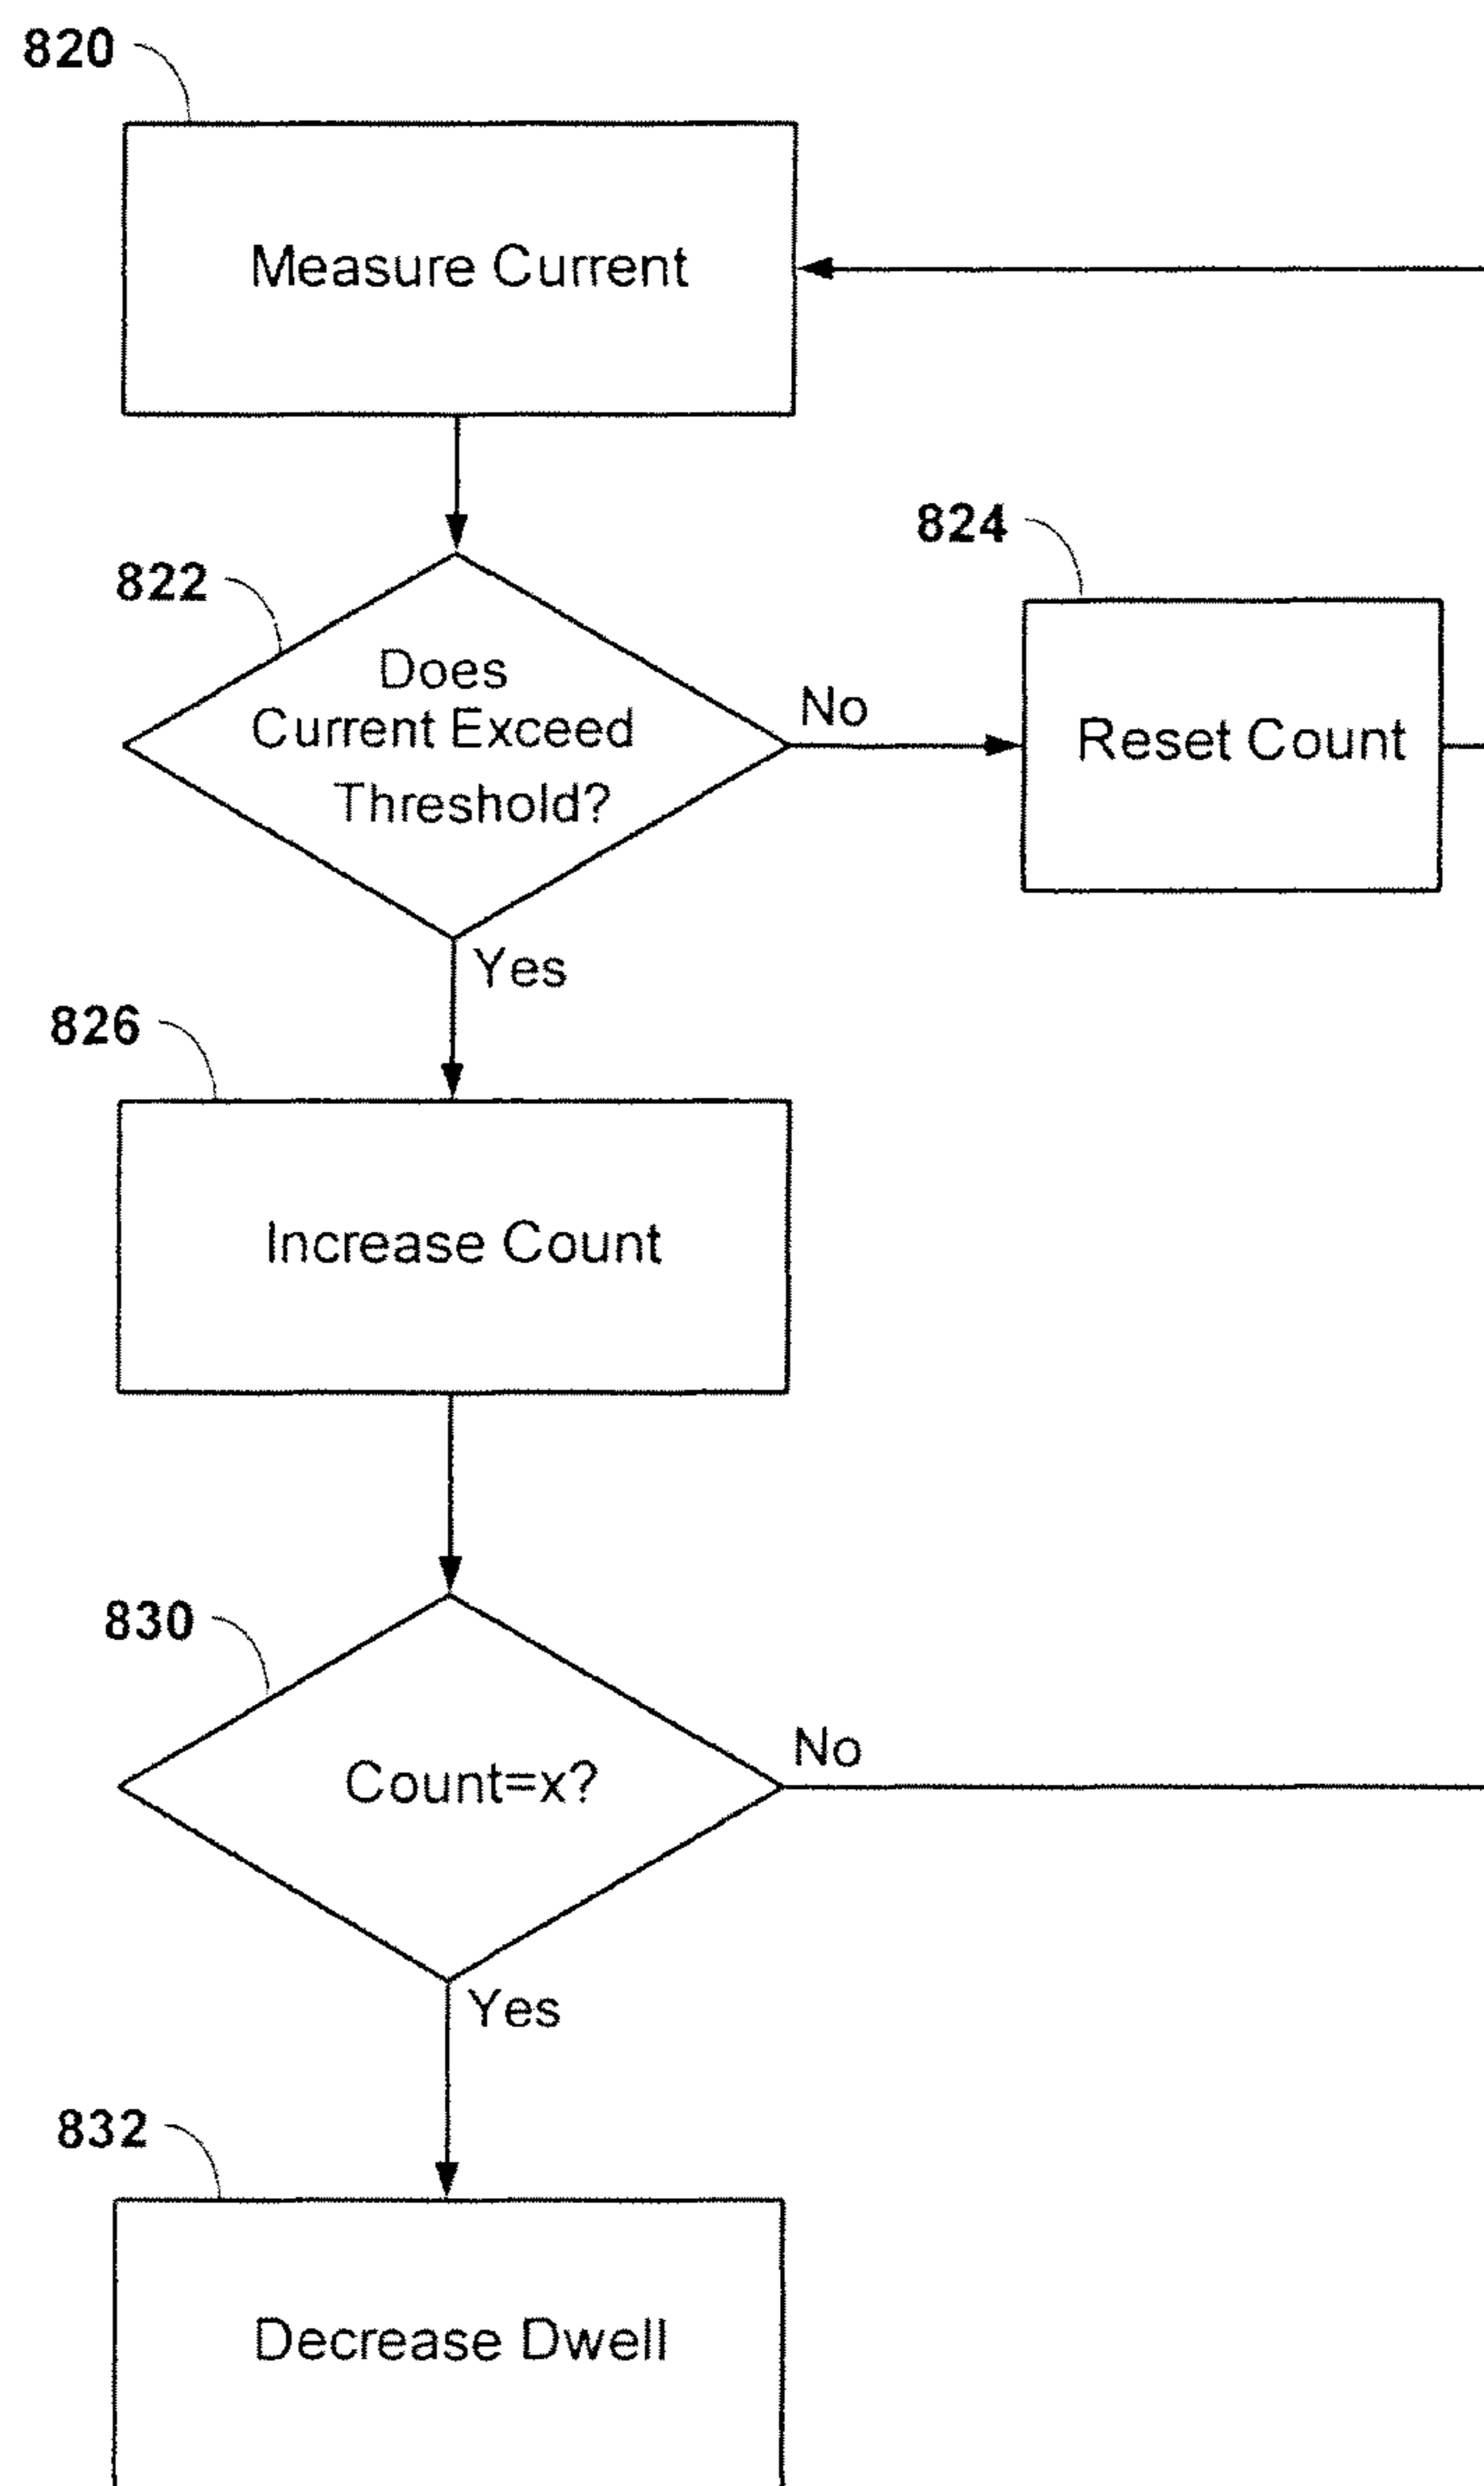 820
Measure Current
824
822
Does
Current Exceed
Threshold?
No
Reset Count
Yes
826
Increase Count
830
Count=x?
No
Yes
832
Decrease Dwell